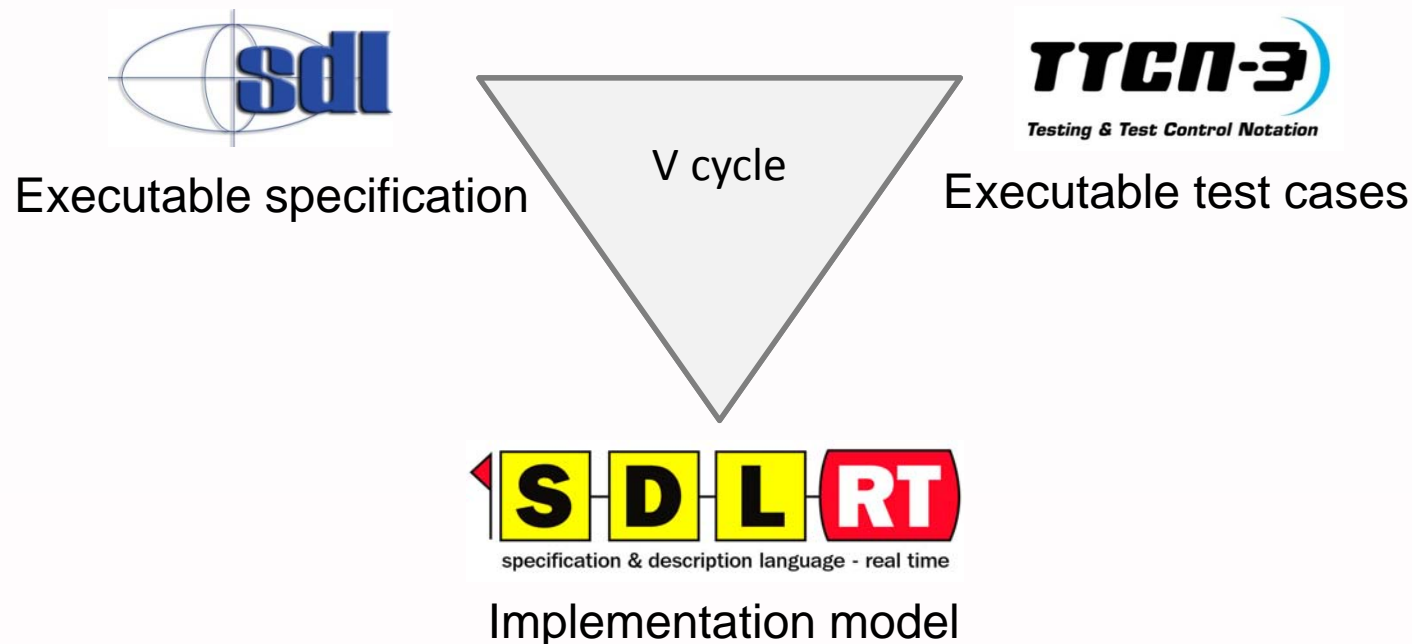 sdl
TTCN-3
Testing & Test Control Notation
V cycle
Executable specification
Executable test cases
SDL RT
specification & description language - real time
Implementation model